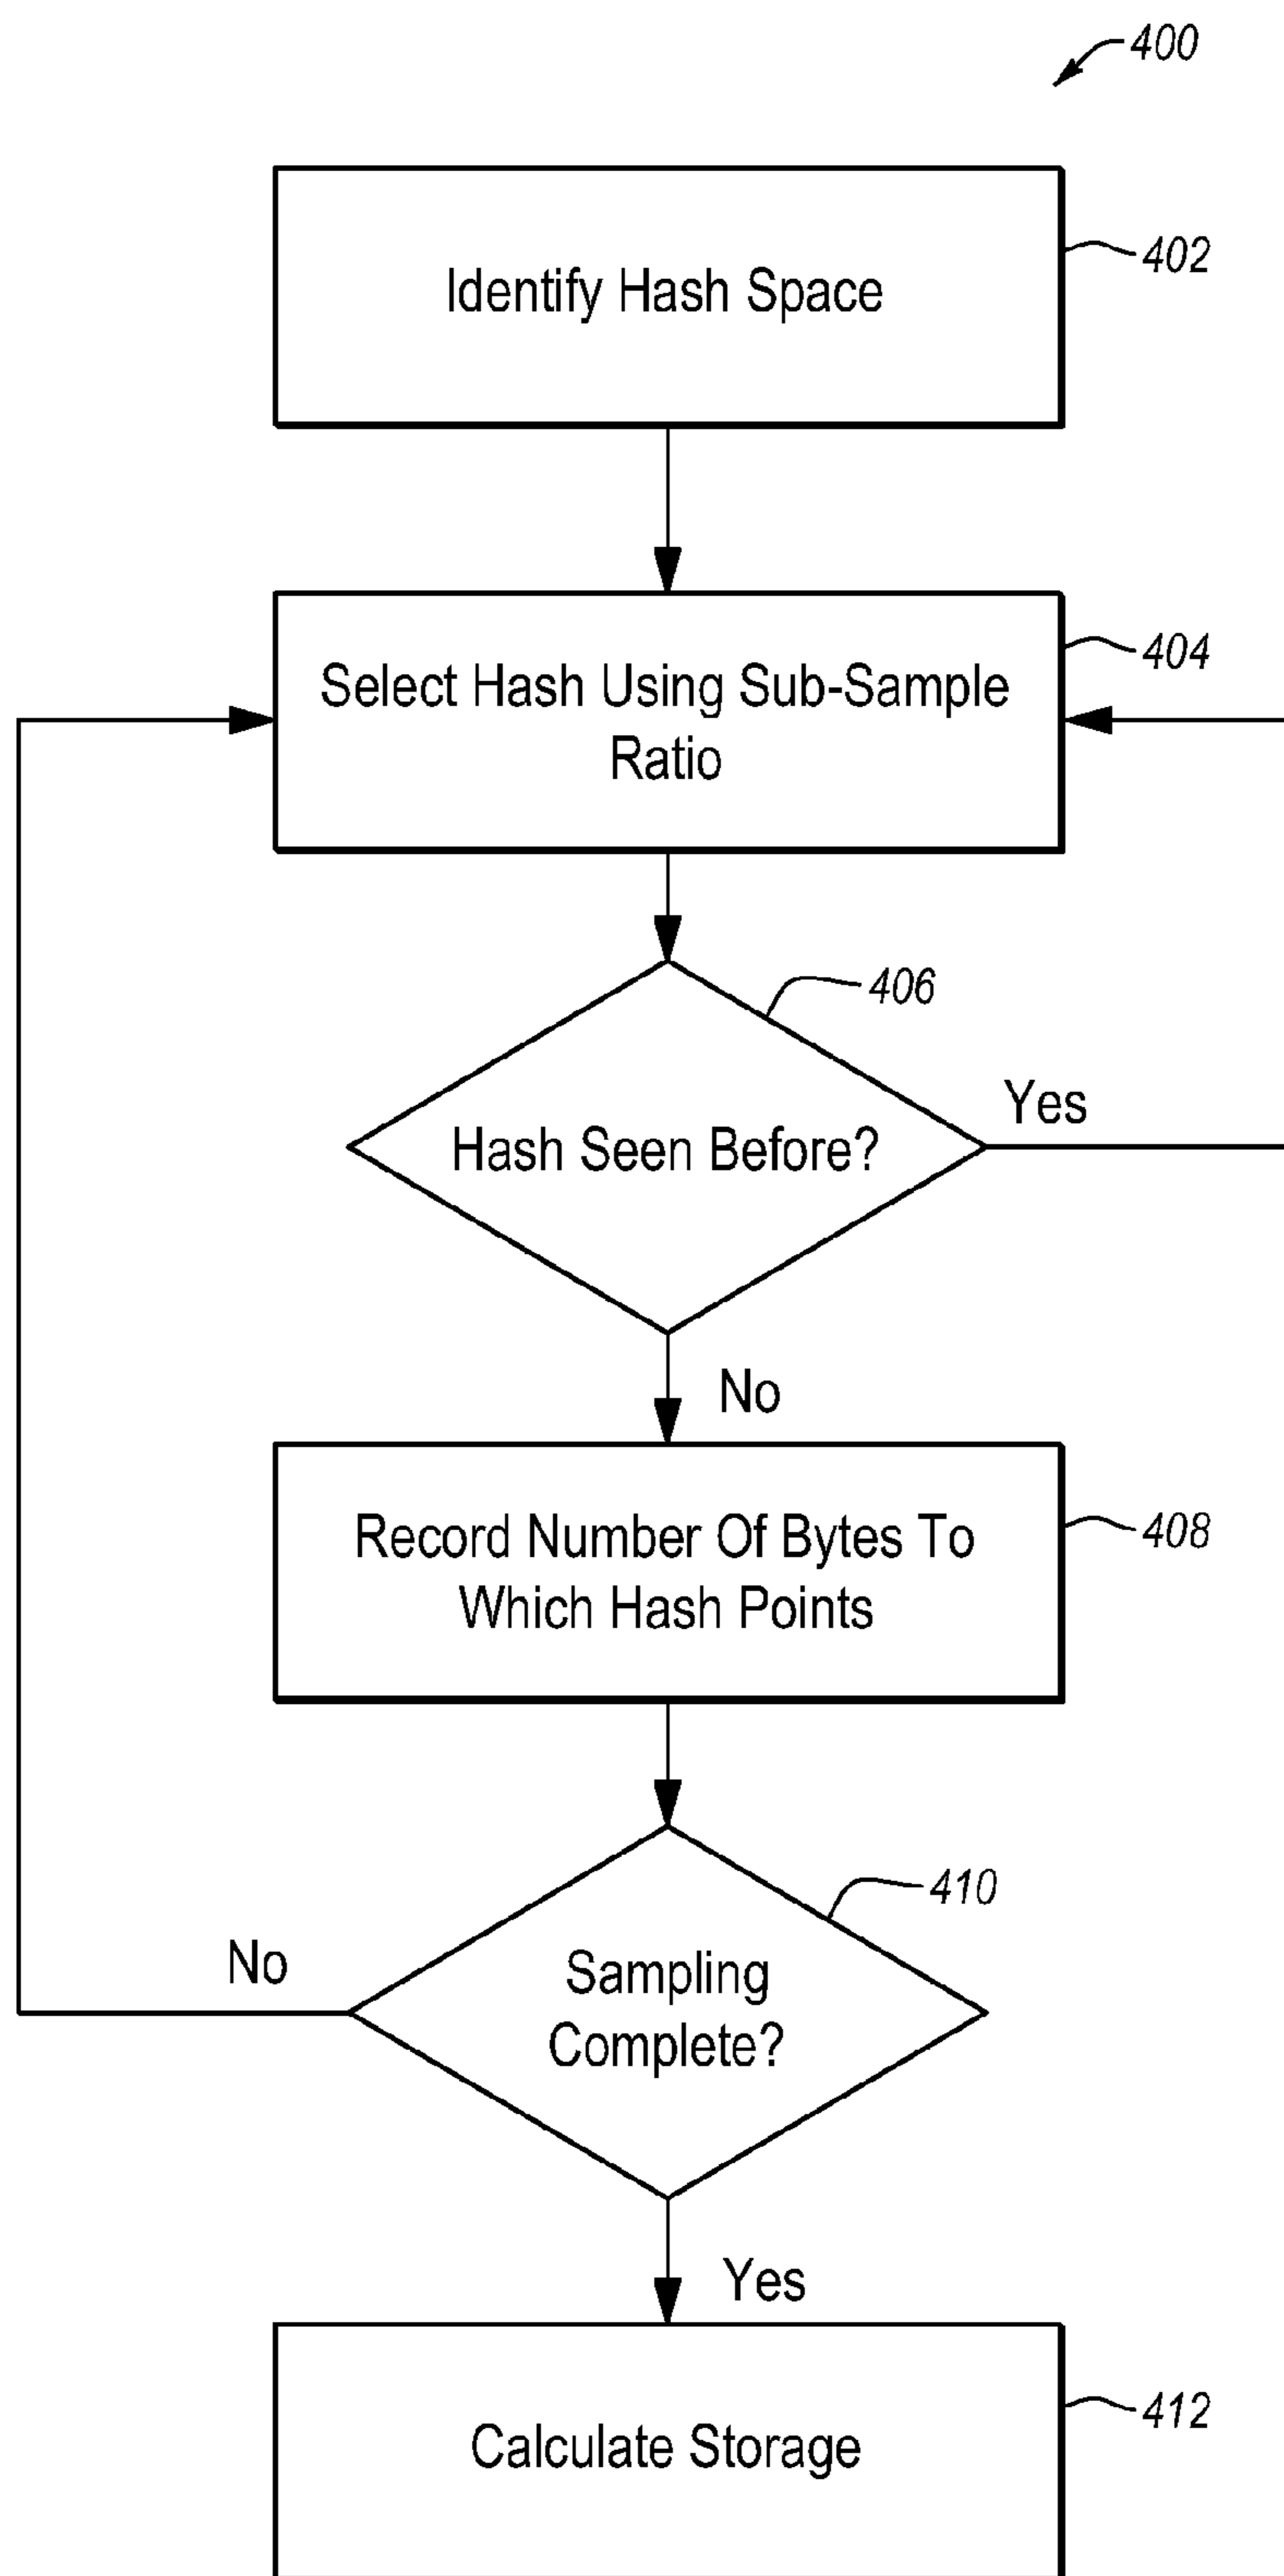 400
Identify Hash Space
402
Select Hash Using Sub-Sample
Ratio
404
406
Hash Seen Before?
Yes
No
Record Number Of Bytes To
Which Hash Points
408
410
Sampling
Complete?
No
Yes
Calculate Storage
412